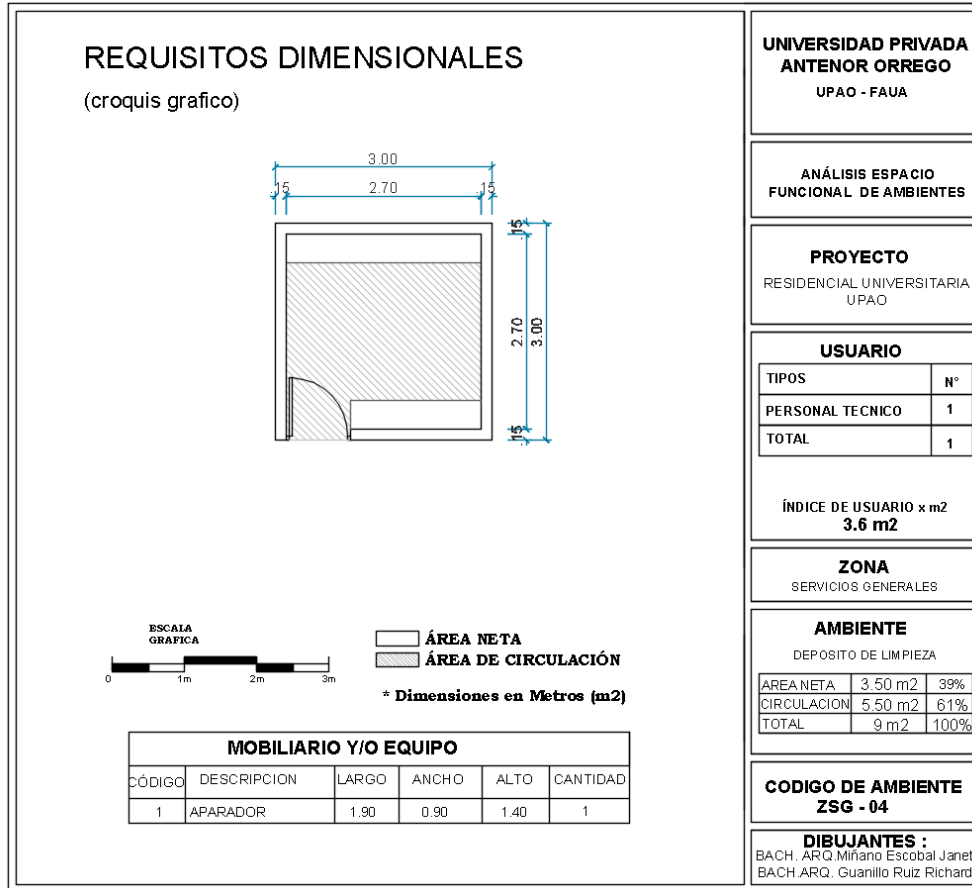 REQUISITOS DIMENSIONALES
(croquis grafico)
3.00
.15 2.70 .15
.15
2.70
3.00
.15
ESCALA
GRAFICA
0 1m 2m 3m
ÁREA NETA
ÁREA DE CIRCULACIÓN
* Dimensiones en Metros (m2)
MOBILIARIO Y/O EQUIPO
CÓDIGO DESCRIPCION LARGO ANCHO ALTO CANTIDAD
1 APARADOR 1.90 0.90 1.40 1
UNIVERSIDAD PRIVADA
ANTENOR ORREGO
UPAO - FAUA
ANÁLISIS ESPACIO
FUNCIONAL DE AMBIENTES
PROYECTO
RESIDENCIAL UNIVERSITARIA
UPAO
USUARIO
TIPOS N°
PERSONAL TECNICO 1
TOTAL 1
ÍNDICE DE USUARIO x m2
3.6 m2
ZONA
SERVICIOS GENERALES
AMBIENTE
DEPOSITO DE LIMPIEZA
AREA NETA 3.50 m2 39%
CIRCULACION 5.50 m2 61%
TOTAL 9 m2 100%
CODIGO DE AMBIENTE
ZSG - 04
DIBUJANTES :
BACH. ARQ.Miñano Escobal Janet
BACH.ARQ. Guanillo Ruiz Richard